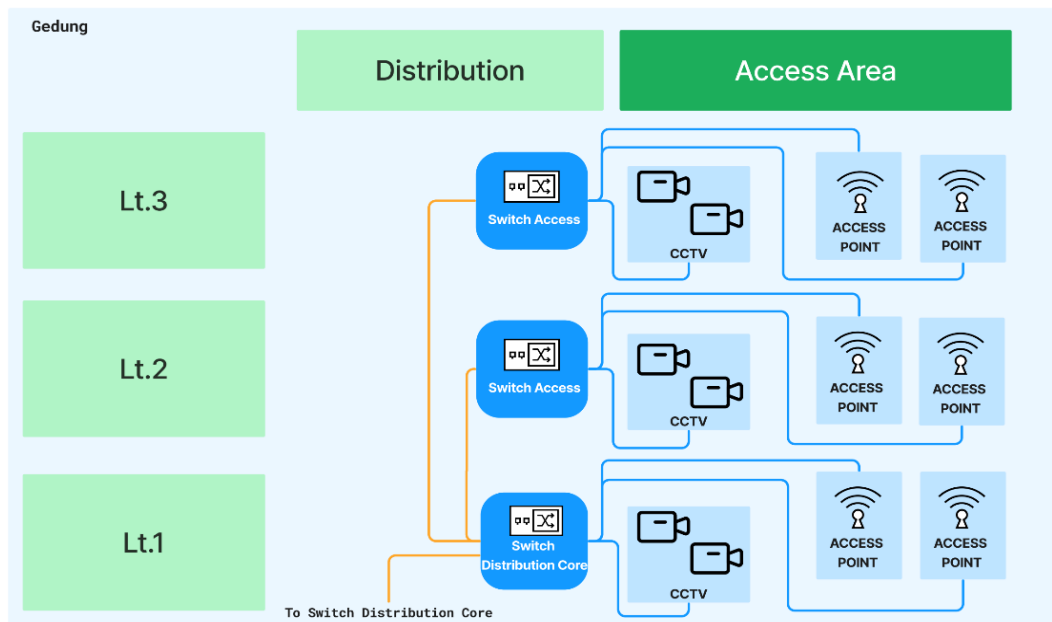 Gedung
Distribution
Access Area
Lt.3
Switch Access
CCTV
ACCESS
POINT
ACCESS
POINT
Lt.2
Switch Access
CCTV
ACCESS
POINT
ACCESS
POINT
Lt.1
Switch
Distribution Core
CCTV
ACCESS
POINT
ACCESS
POINT
To Switch Distribution Core